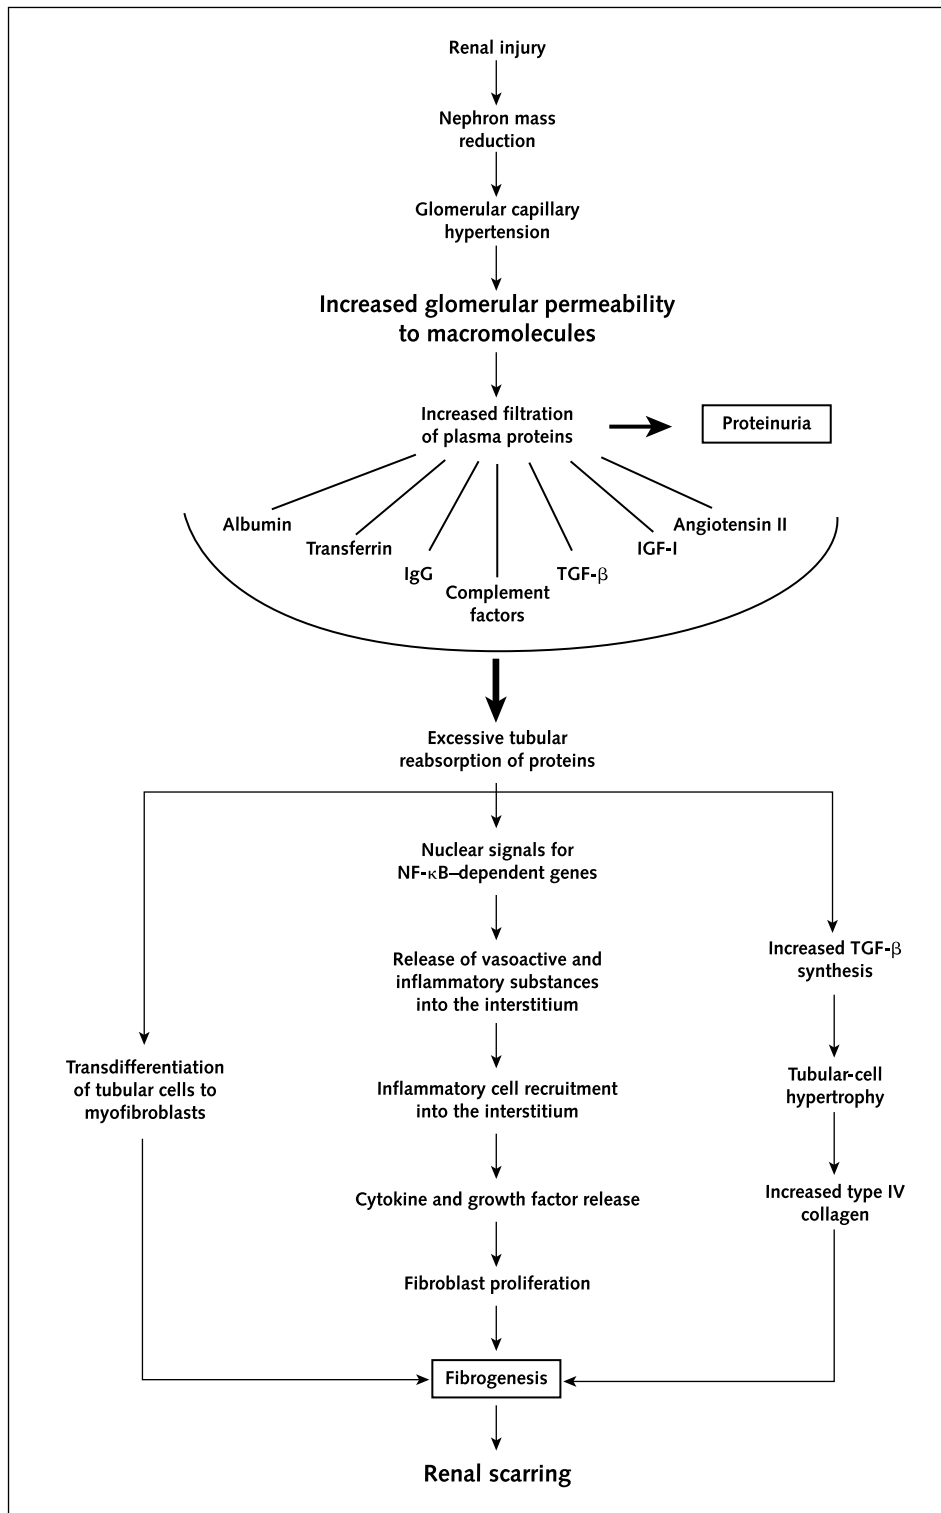 Renal injury
Nephron mass
reduction
Glomerular capillary
hypertension
Increased glomerular permeability
to macromolecules
Increased filtration
of plasma proteins
Proteinuria
Albumin
Transferrin
IgG
Complement
factors
TGF-β
IGF-I
Angiotensin II
Excessive tubular
reabsorption of proteins
Transdifferentiation
of tubular cells to
myofibroblasts
Nuclear signals for
NF-κB–dependent genes
Release of vasoactive and
inflammatory substances
into the interstitium
Inflammatory cell recruitment
into the interstitium
Cytokine and growth factor release
Fibroblast proliferation
Increased TGF-β
synthesis
Tubular-cell
hypertrophy
Increased type IV
collagen
Fibrogenesis
Renal scarring